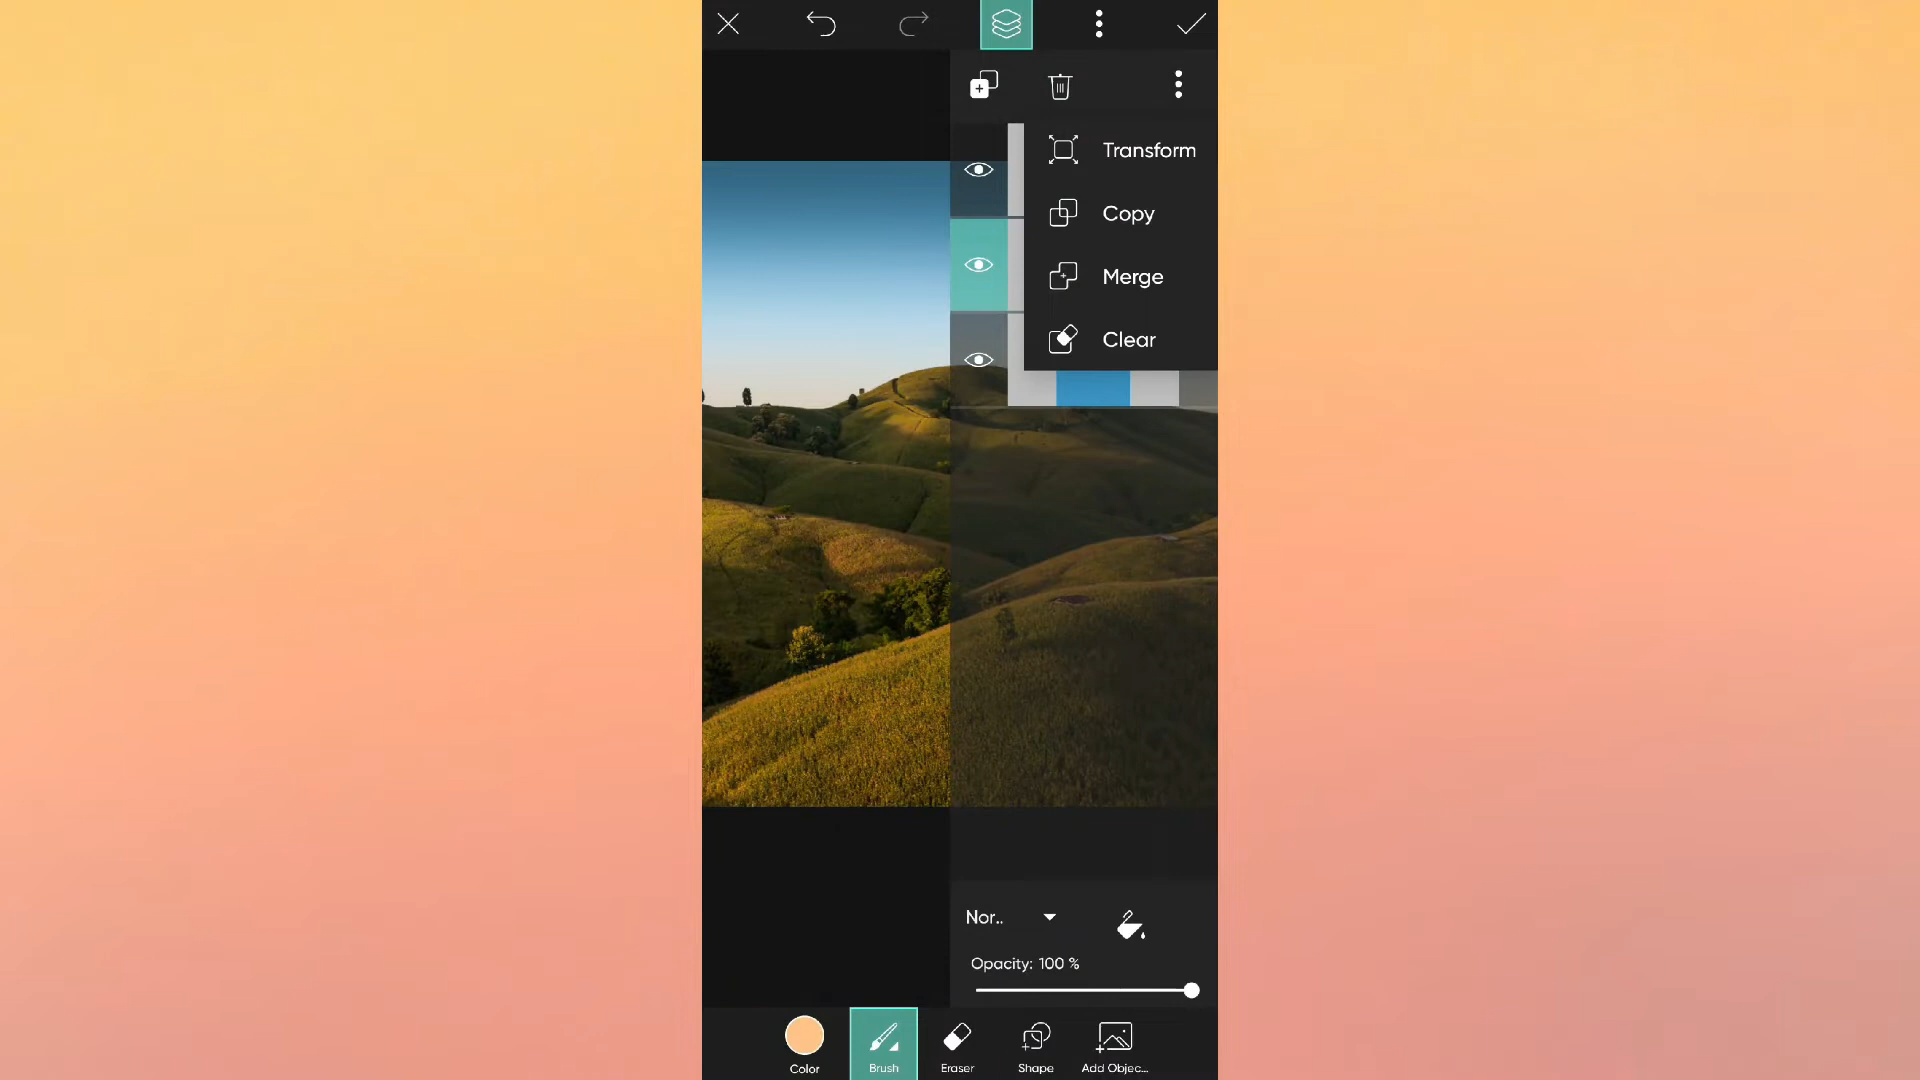 Transform
Copy
Merge
Clear
Nor..
Opacity: 100 %
Color
Brush
Eraser
Shape
Add Objec...